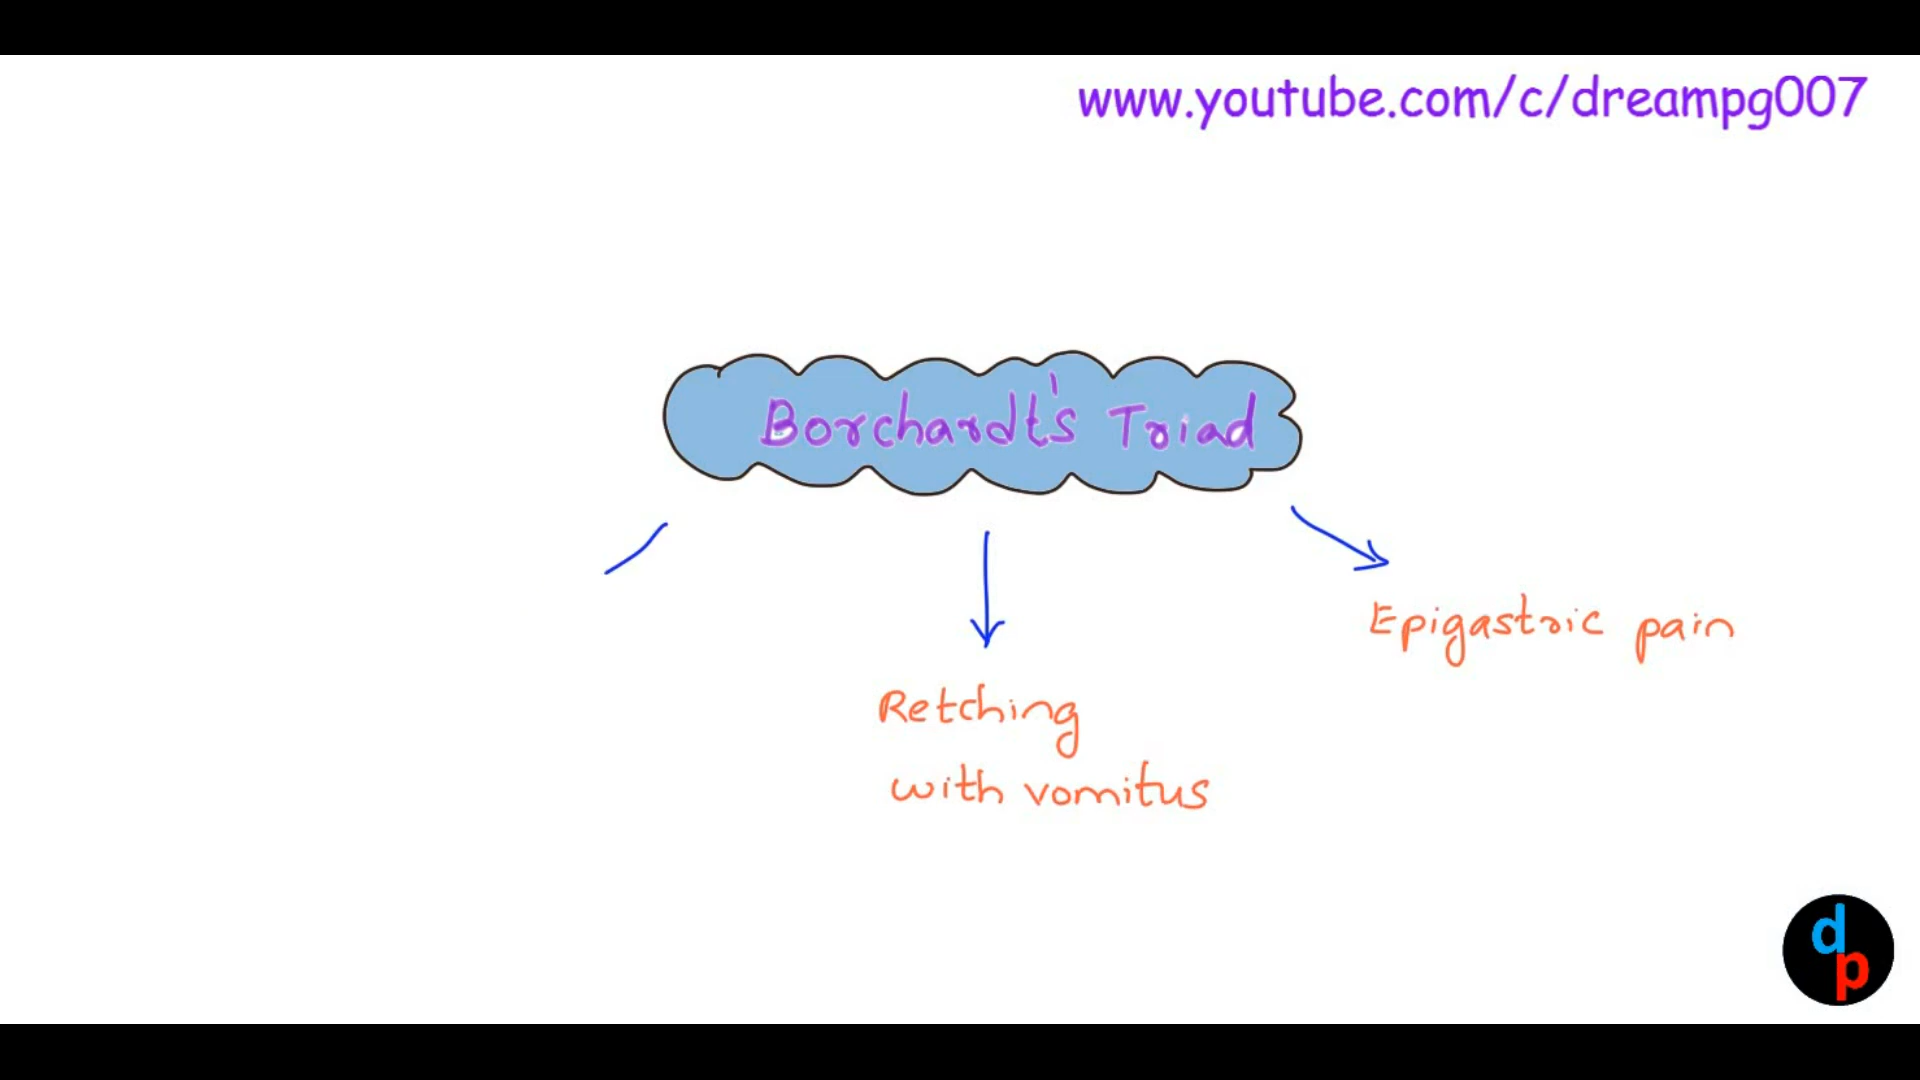 www.youtube.com/c/dreampg007
Borchardt's Triad
Epigastric pain
Retching
with vomitus
dp